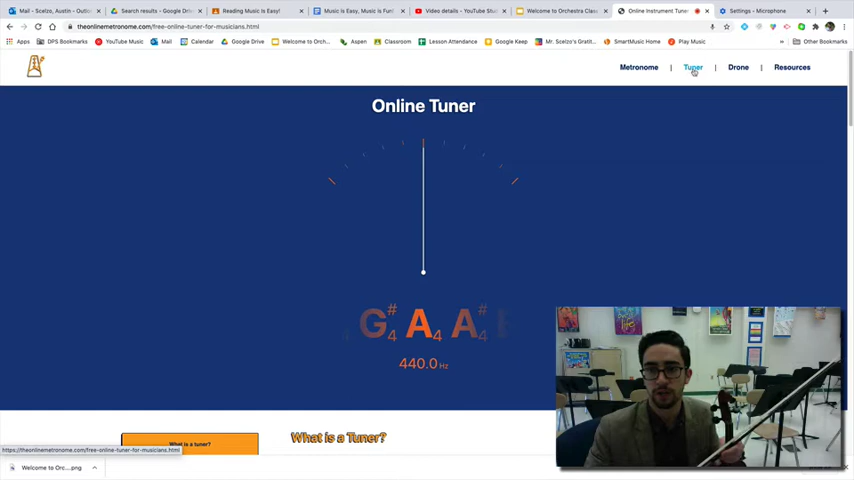 Mail - Scelzo, Austin - Outlo
Search results - Google Driv
Reading Music Is Easy!
Music is Easy, Music is Fun!
Video details - YouTube Stu
Welcome to Orchestra Class
Online Instrument Tuner
Settings - Microphone
theonlinemetronome.com/free-online-tuner-for-musicians.html
Apps
DPS Bookmarks
YouTube Music
Mail
Calendar
Google Drive
Welcome to Orch...
Aspen
Classroom
Lesson Attendance
Google Keep
Mr. Scelzo's Gratit...
SmartMusic Home
Play Music
Other Bookmarks
Metronome | Tuner | Drone | Resources
Online Tuner
G#4 A4 A#4
440.0 Hz
What is a tuner?
What is a Tuner?
https://theonlinemetronome.com/free-online-tuner-for-musicians.html
Welcome to Orc....png